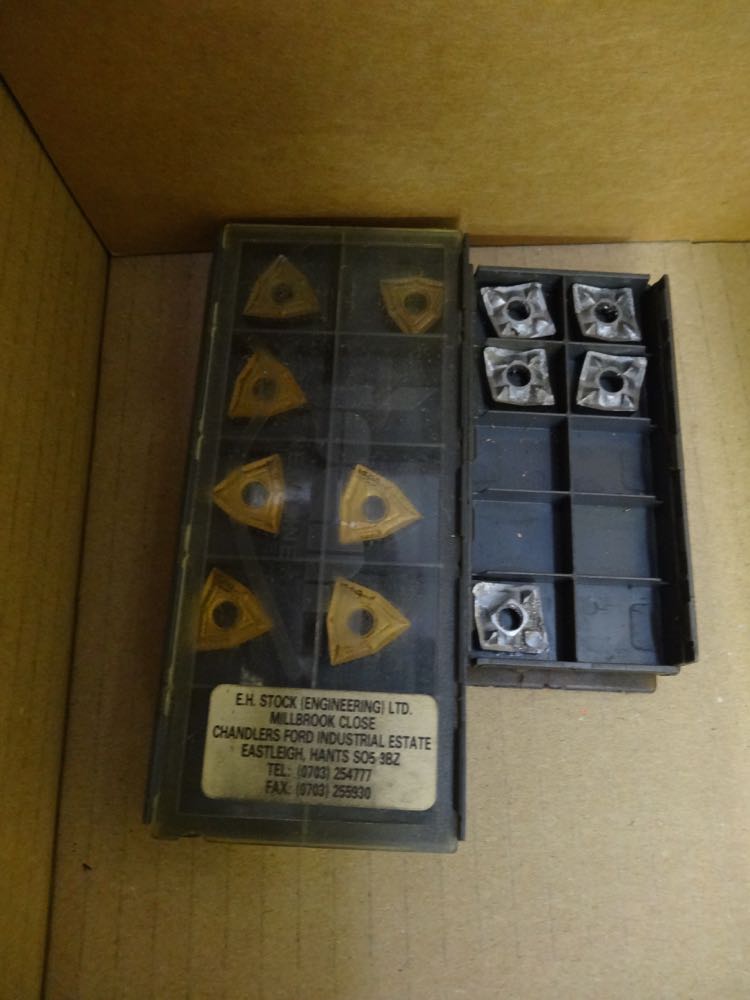 E.H. STOCK (ENGINEERING) LTD.
MILLBROOK CLOSE
CHANDLERS FORD INDUSTRIAL ESTATE
EASTLEIGH, HANTS SO5 3BZ
TEL: (0703) 254777
FAX: (0703) 255930